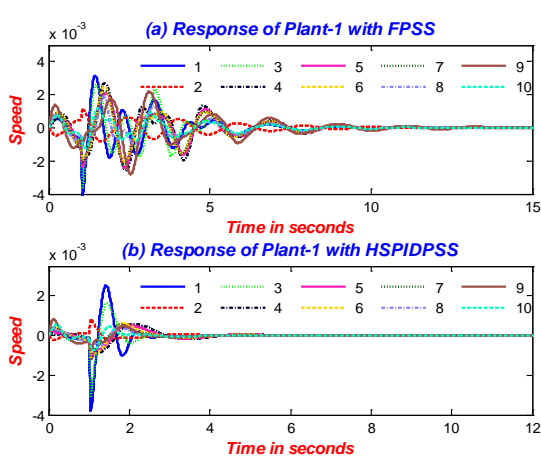 (a) Response of Plant-1 with FPSS
x 10-3
4
2
0
-2
-4
Speed
1 3 5 7 9
2 4 6 8 10
0 5 10 15
Time in seconds
(b) Response of Plant-1 with HSPIDPSS
x 10-3
2
0
-2
-4
Speed
1 3 5 7 9
2 4 6 8 10
0 2 4 6 8 10 12
Time in seconds